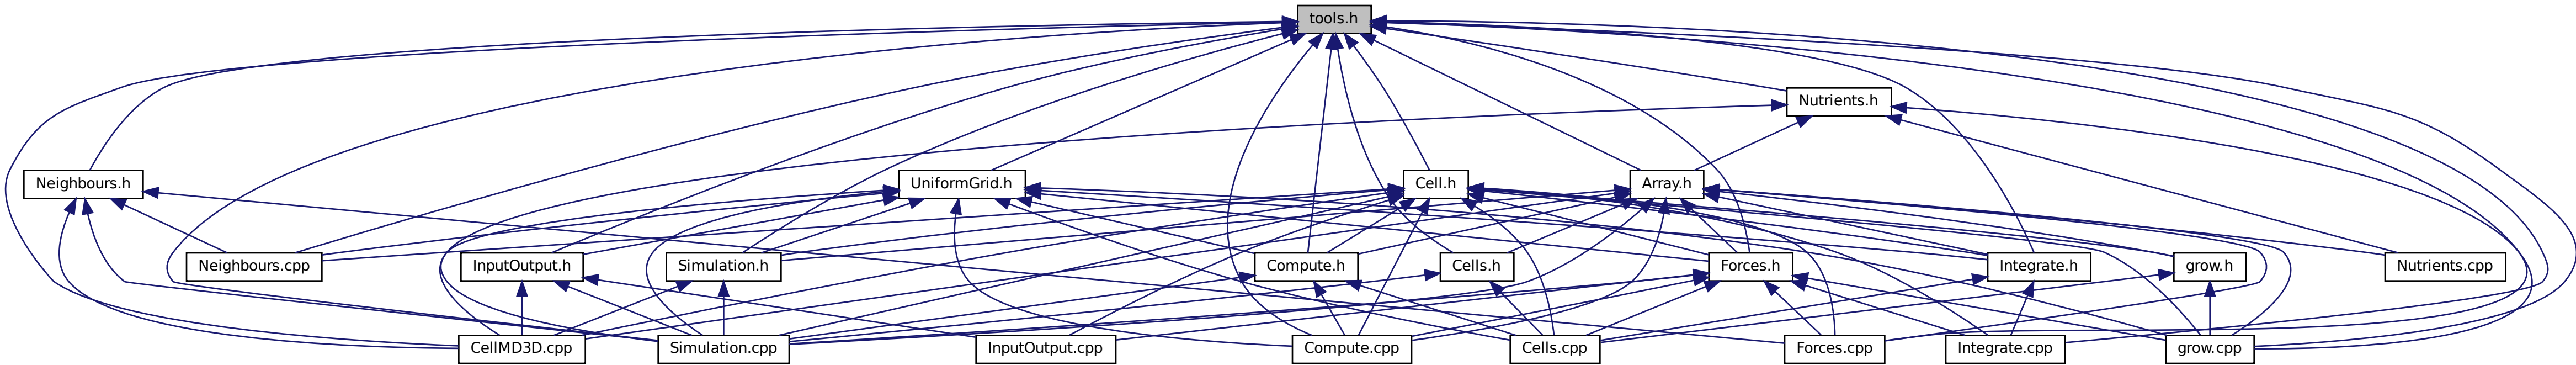 tools.h
Nutrients.h
Neighbours.h
UniformGrid.h
Cell.h
Array.h
Neighbours.cpp
InputOutput.h
Simulation.h
Compute.h
Cells.h
Forces.h
Integrate.h
grow.h
Nutrients.cpp
CellMD3D.cpp
Simulation.cpp
InputOutput.cpp
Compute.cpp
Cells.cpp
Forces.cpp
Integrate.cpp
grow.cpp